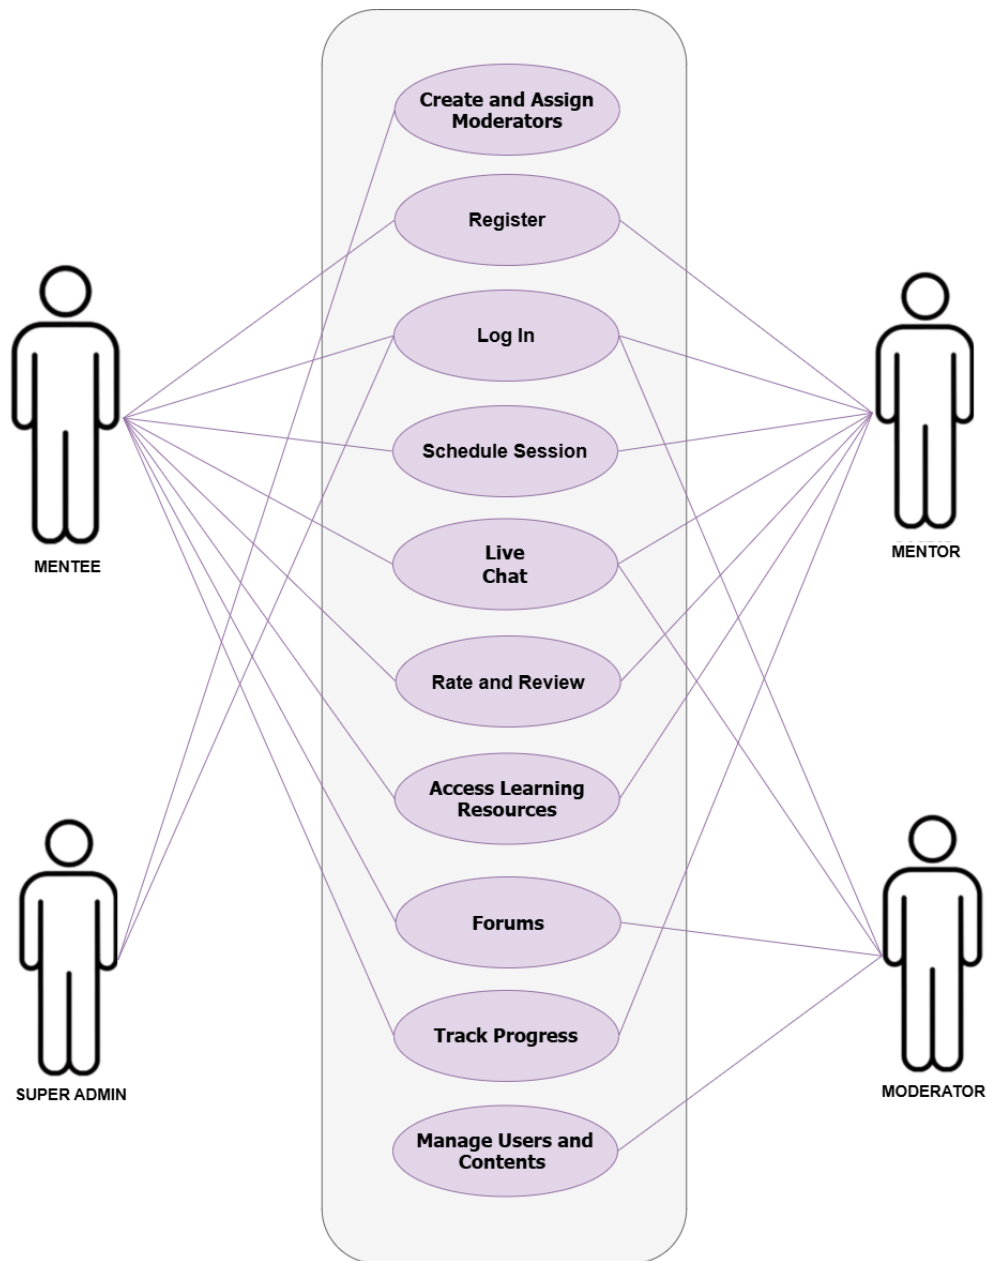 Create and Assign
Moderators
Register
Log In
Schedule Session
Live
Chat
Rate and Review
Access Learning
Resources
Forums
Track Progress
Manage Users and
Contents
MENTEE
SUPER ADMIN
MENTOR
MODERATOR